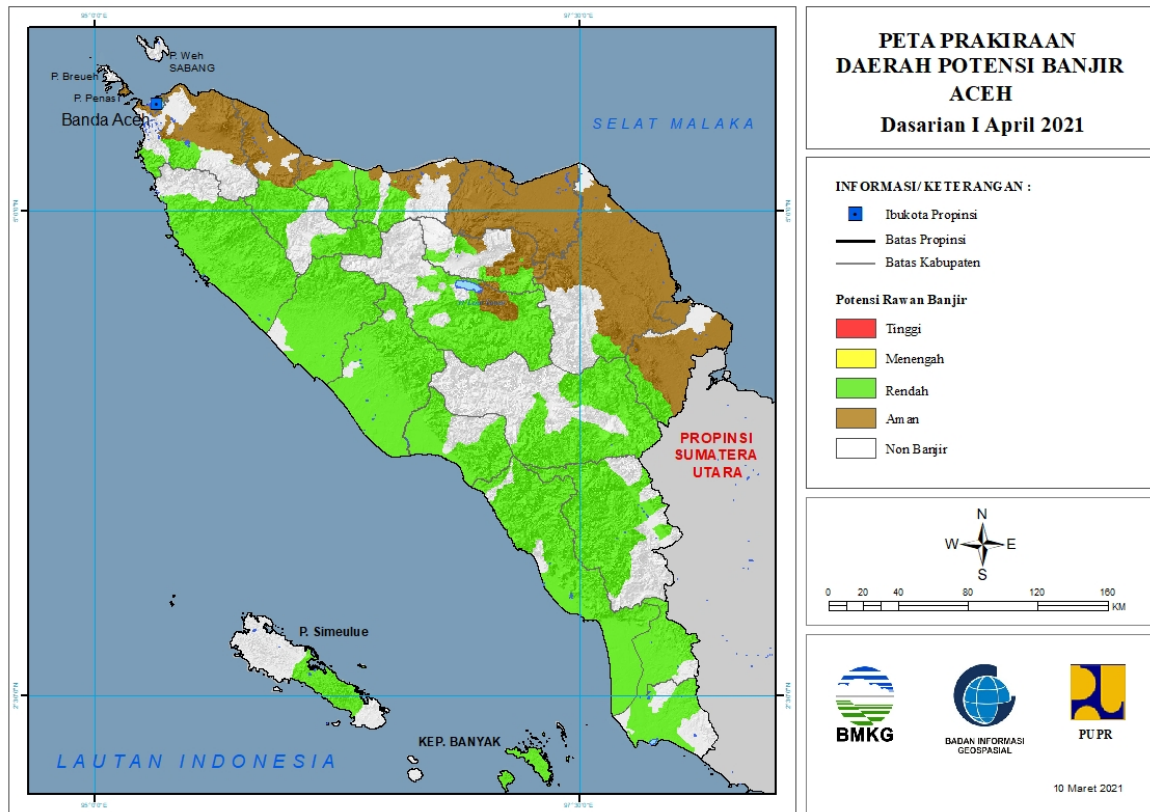 PETA PRAKIRAAN
DAERAH POTENSI BANJIR
ACEH
Dasarian I April 2021
INFORMASI/ KETERANGAN :
Ibukota Propinsi
Batas Propinsi
Batas Kabupaten
Potensi Rawan Banjir
Tinggi
Menengah
Rendah
Aman
Non Banjir
N
W E
S
0 20 40 80 120 160
KM
BMKG
BADAN INFORMASI
GEOSPASIAL
PUPR
10 Maret 2021
P. Weh
SABANG
P. Breueh
P. Penasi
Banda Aceh
SELAT MALAKA
PROPINSI
SUMATERA
UTARA
P. Simeulue
KEP. BANYAK
LAUTAN INDONESIA